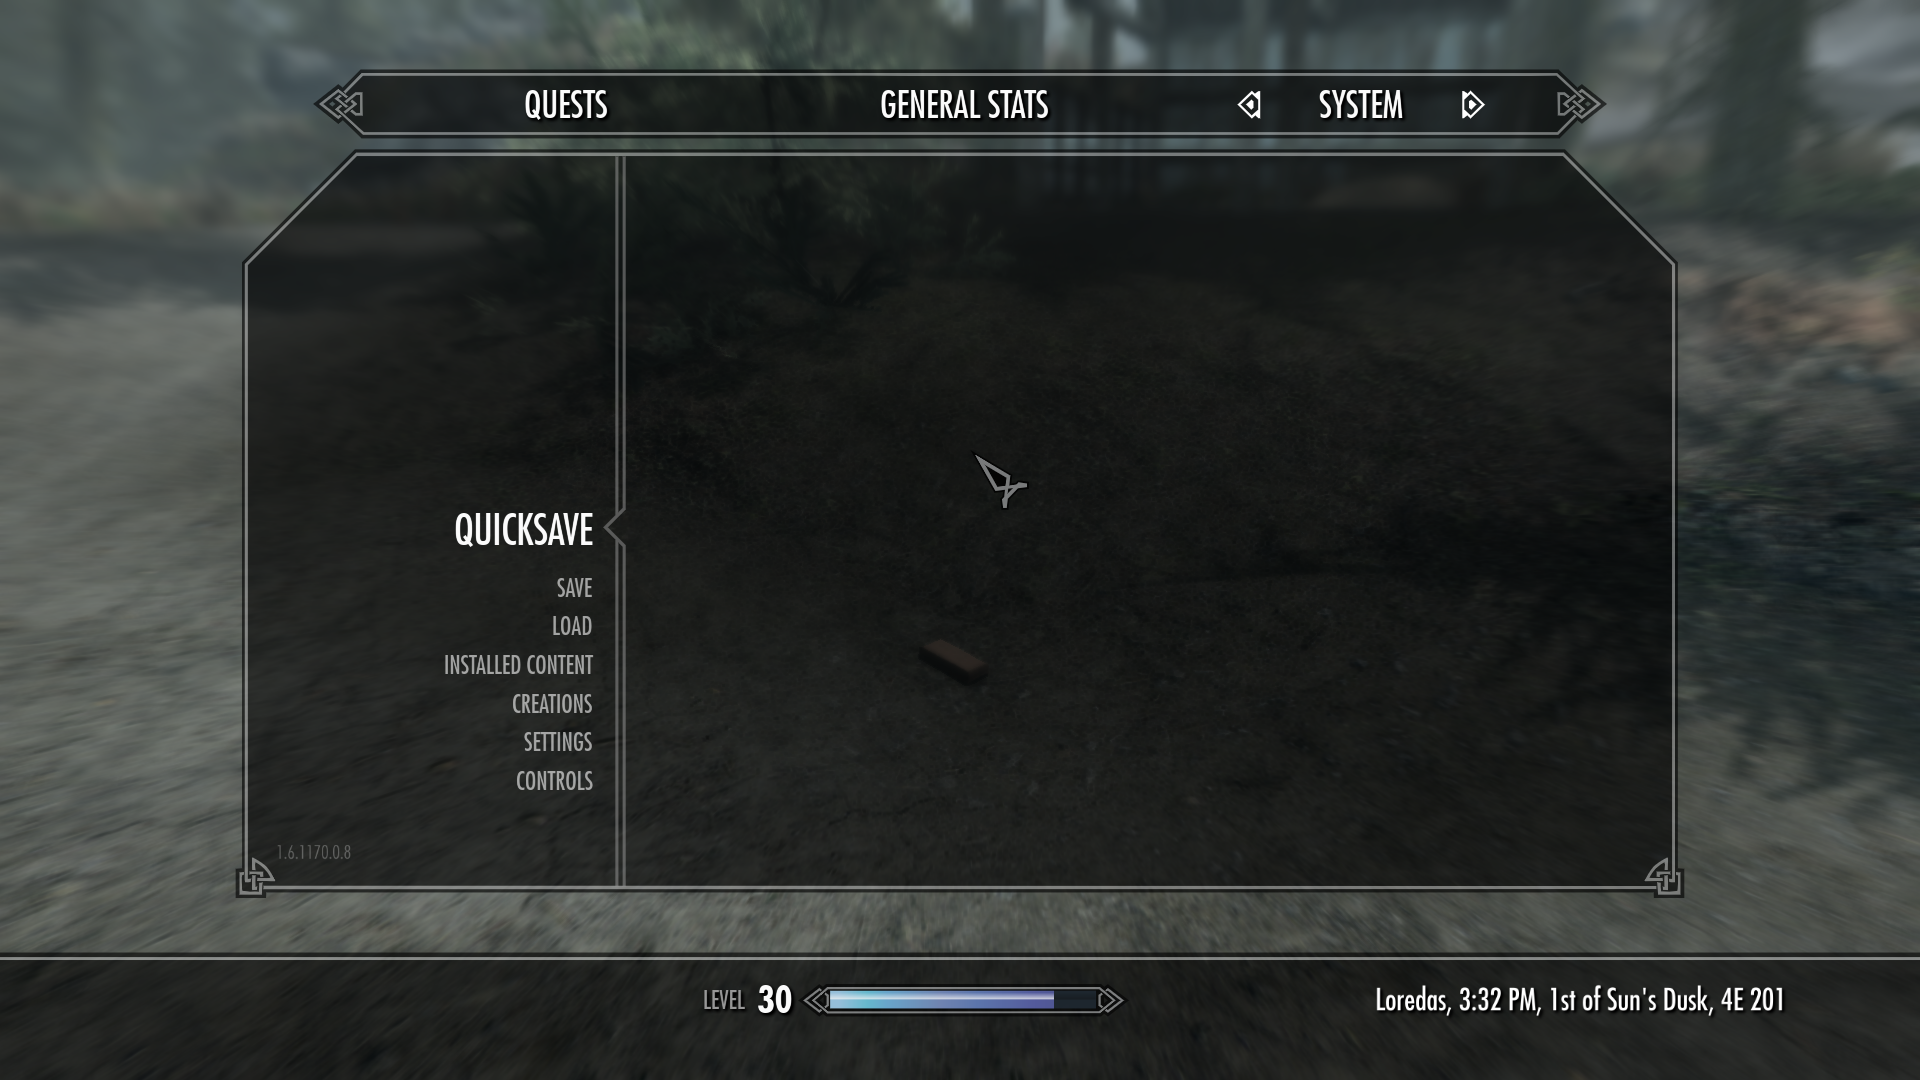 QUESTS GENERAL STATS SYSTEM
QUICKSAVE
SAVE
LOAD
INSTALLED CONTENT
CREATIONS
SETTINGS
CONTROLS
1.6.1170.0.8
LEVEL 30 Loredas, 3:32 PM, 1st of Sun's Dusk, 4E 201